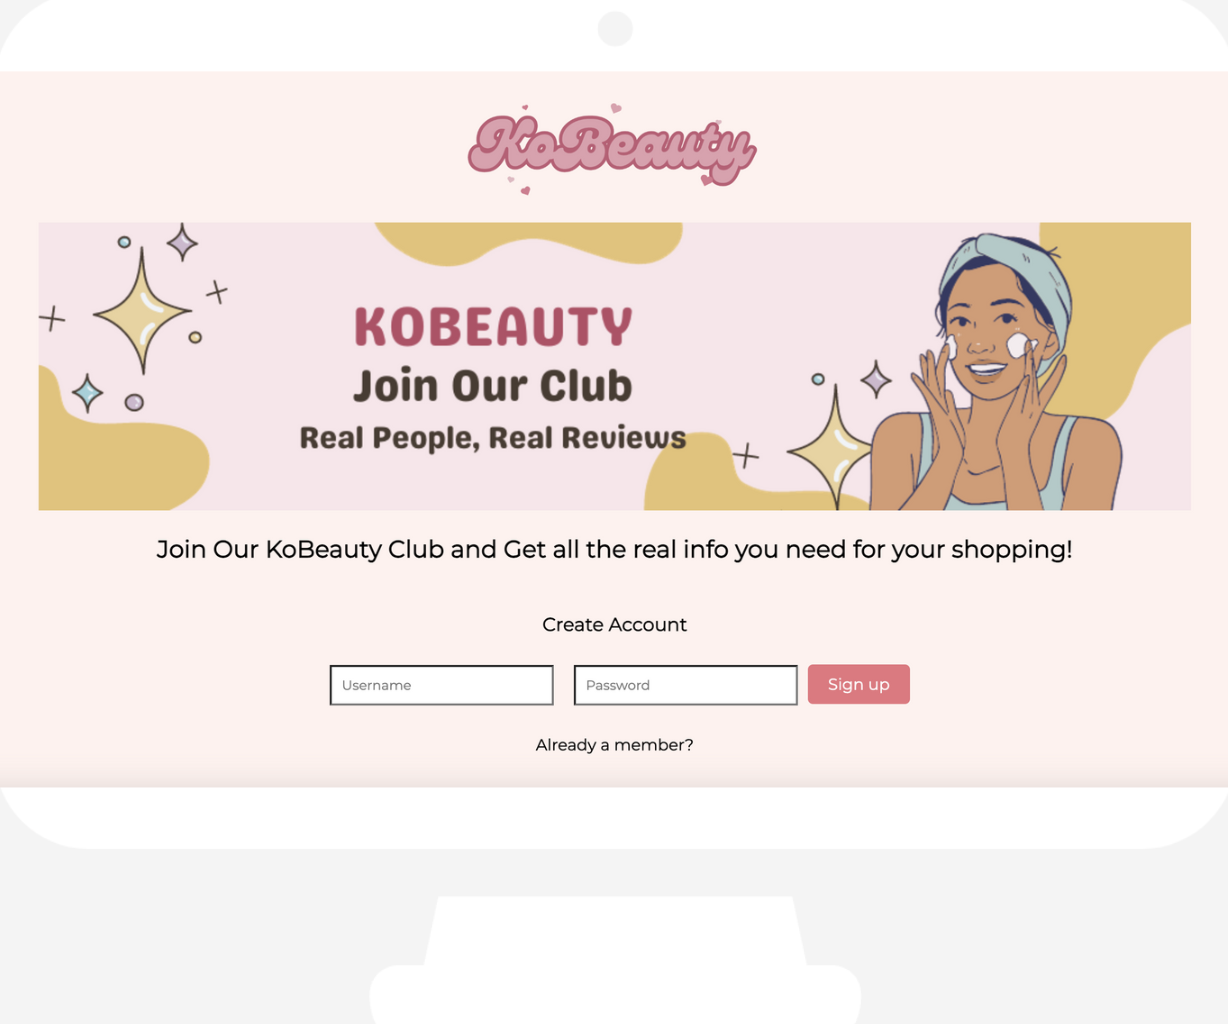 KoBeauty
KOBEAUTY
Join Our Club
Real People, Real Reviews
Join Our KoBeauty Club and Get all the real info you need for your shopping!
Create Account
Username
Password
Sign up
Already a member?